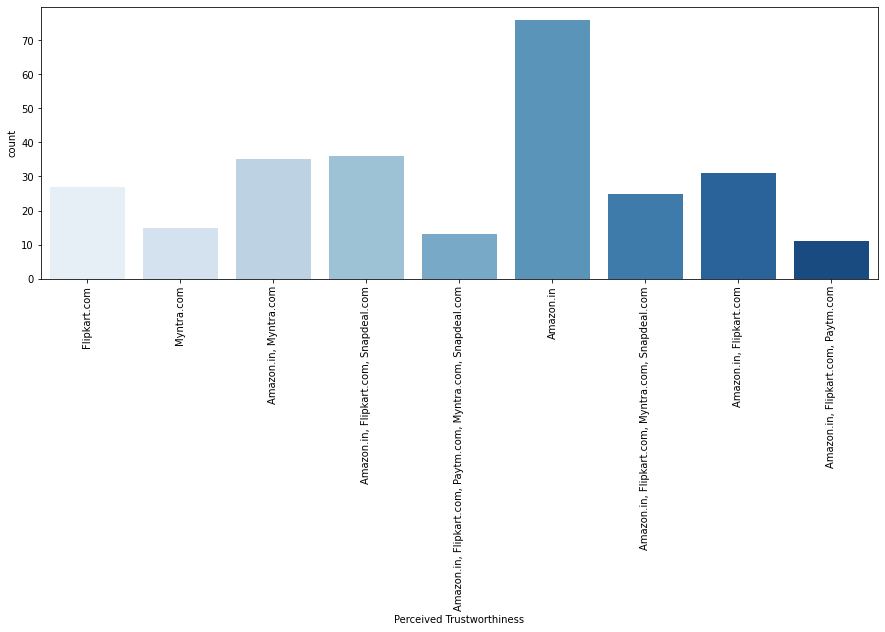 70
60
50
40
30
20
10
0
count
Flipkart.com
Myntra.com
Amazon.in, Myntra.com
Amazon.in, Flipkart.com, Snapdeal.com
Amazon.in, Flipkart.com, Paytm.com, Myntra.com, Snapdeal.com
Amazon.in
Amazon.in, Flipkart.com, Myntra.com, Snapdeal.com
Amazon.in, Flipkart.com
Amazon.in, Flipkart.com, Paytm.com
Perceived Trustworthiness